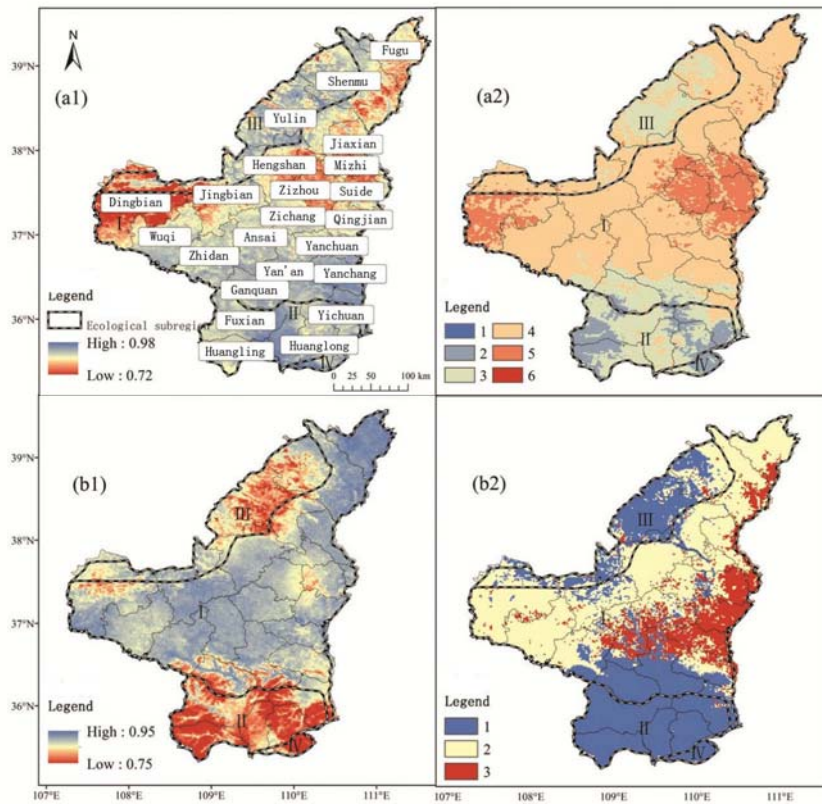 N
39°N
38°N
37°N
36°N
(a1)
Fugu
Shenmu
III
Yulin
Jiaxian
Hengshan
Mizhi
Dingbian
Jingbian
Zizhou
Suide
I
Zichang
Qingjian
Wuqi
Ansai
Yanchuan
Zhidan
Yan'an
Yanchang
Ganquan
II
Fuxian
Yichuan
Huangling
Huanglong
IV
Legend
Ecological subregion
High : 0.98
Low : 0.72
0 25 50 100 km
(a2)
III
I
II
IV
Legend
1 4
2 5
3 6
39°N
38°N
37°N
36°N
(b1)
III
I
II
IV
Legend
High : 0.95
Low : 0.75
107°E 108°E 109°E 110°E 111°E
(b2)
III
I
II
IV
Legend
1
2
3
107°E 108°E 109°E 110°E 111°E